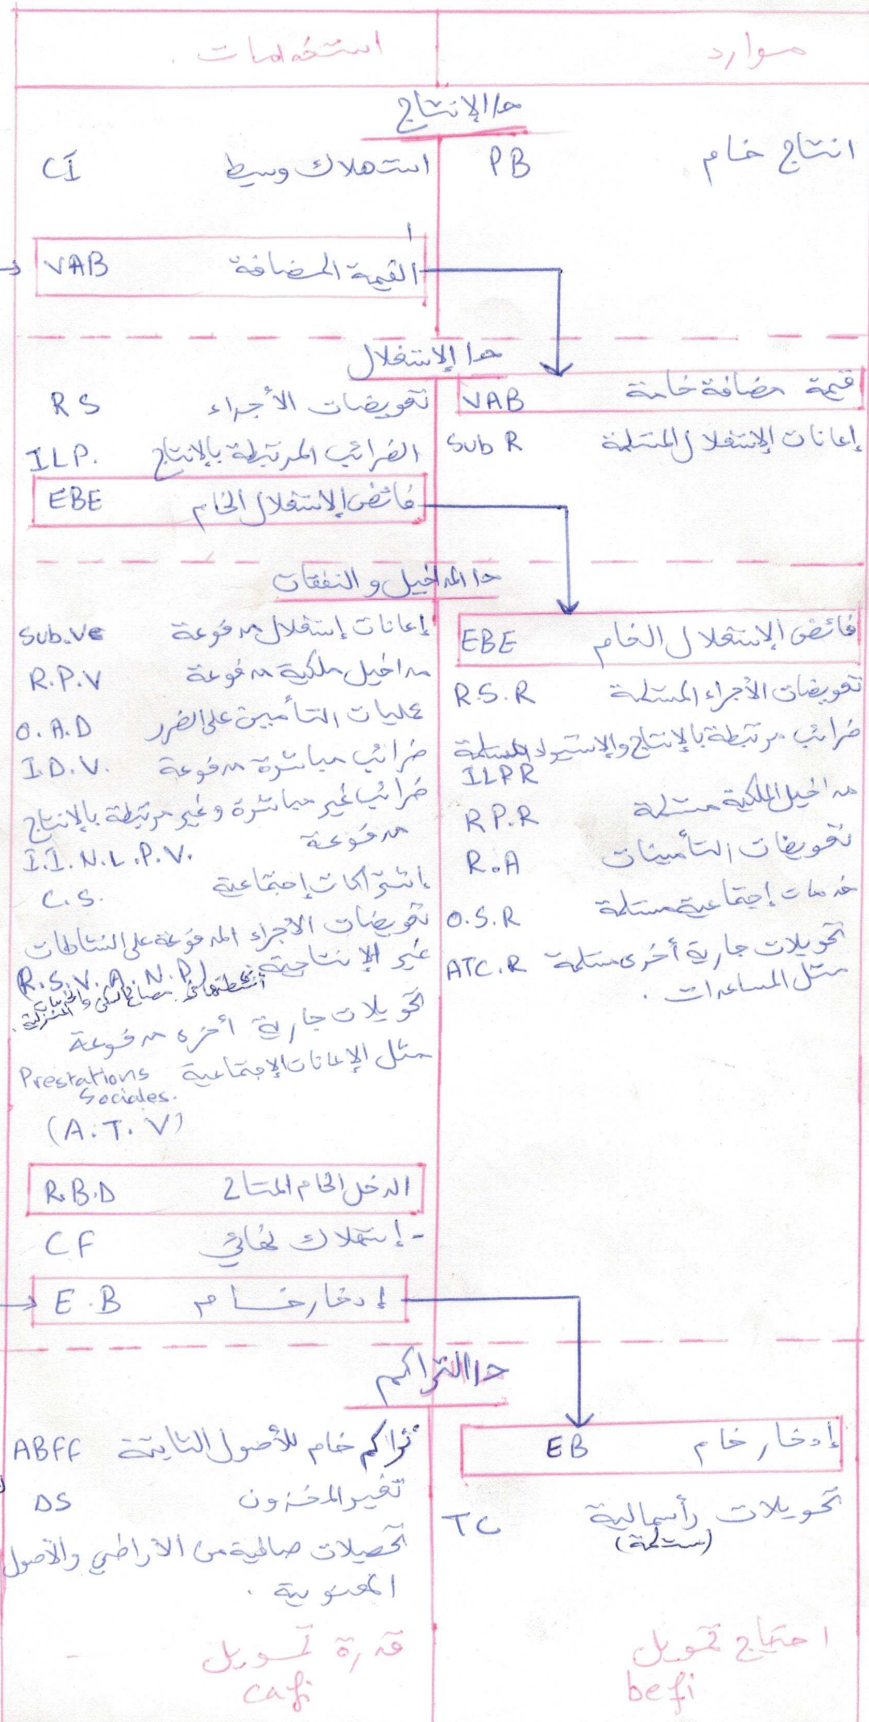 موارد
استخدامات .
حـ/ الإنتاج
انتاج خام PB
استهلاك وسيط CI
القيمة المضافة VAB
حـ/ الإستغلال
قيمة مضافة خامة VAB
إعانات الإستغلال المستلمة Sub R
تعويضات الأجراء RS
الضرائب المرتبطة بالإنتاج ILP.
فائض الإستغلال الخام EBE
حـ/ المداخيل و النفقات
فائض الإستغلال الخام EBE
تعويضات الأجراء المستلمة R.S.R
ضرائب مرتبطة بالإنتاج والإستيراد المستلمة
ILPR
مداخيل الملكية مستلمة RP.R
تعويضات التأمينات R.A
خدمات إجتماعية مستلمة O.S.R
تحويلات جارية أخرى مستلمة ATC.R
مثل المساعدات .
إعانات إستغلال مدفوعة Sub.ve
مداخيل ملكية مدفوعة R.P.V
عمليات التأمين على الضرر O.A.D
ضرائب مباشرة مدفوعة I.D.V.
ضرائب غير مباشرة وغير مرتبطة بالإنتاج
مدفوعة I.I.N.L.P.V.
إشتراكات إجتماعية C.S.
تعويضات الأجراء المدفوعة على النشاطات
غير الإنتاجية R.S.V.A.N.P
تحويلات جارية أخرى مدفوعة
مثل الإعانات الإجتماعية Prestations
Sociales.
(A.T.V)
الدخل الخام المتاح R.B.D
- إستهلاك نهائي CF
إدخار خــام E.B
حـ/ التراكم
إدخار خام EB
تحويلات رأسمالية TC
(مستلمة)
تراكم خام للأصول الثابتة ABFF
تغير المخزون DS
تحصيلات صافية من الأراضي والأصول
المعنوية .
احتياج تمويل
befi
قدرة تمويل
cafi